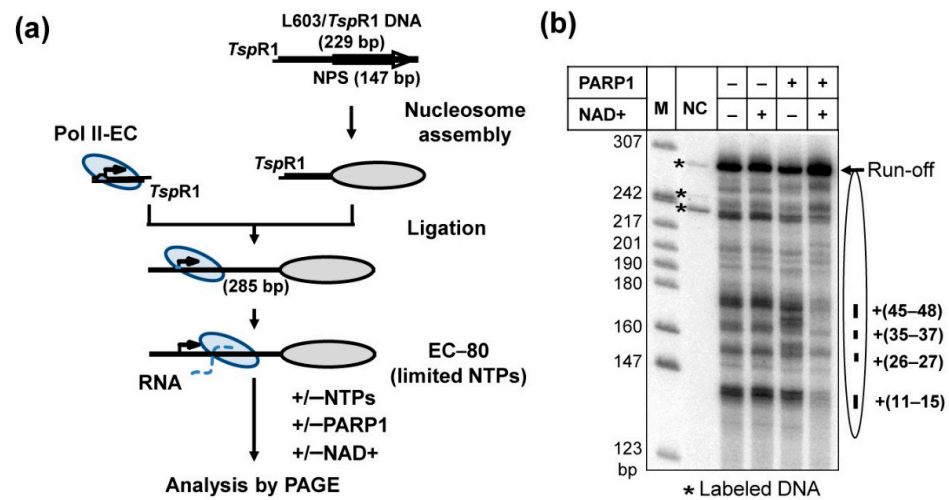 (a)
L603/TspR1 DNA
(229 bp)
TspR1
NPS (147 bp)
Nucleosome
assembly
Pol II-EC
TspR1
TspR1
Ligation
(285 bp)
EC–80
(limited NTPs)
RNA
+/–NTPs
+/–PARP1
+/–NAD+
Analysis by PAGE
(b)
PARP1 – – + +
NAD+ – + – +
M NC
307
242
217
201
190
180
160
147
123
bp
*
*
*
Run-off
+(45–48)
+(35–37)
+(26–27)
+(11–15)
* Labeled DNA